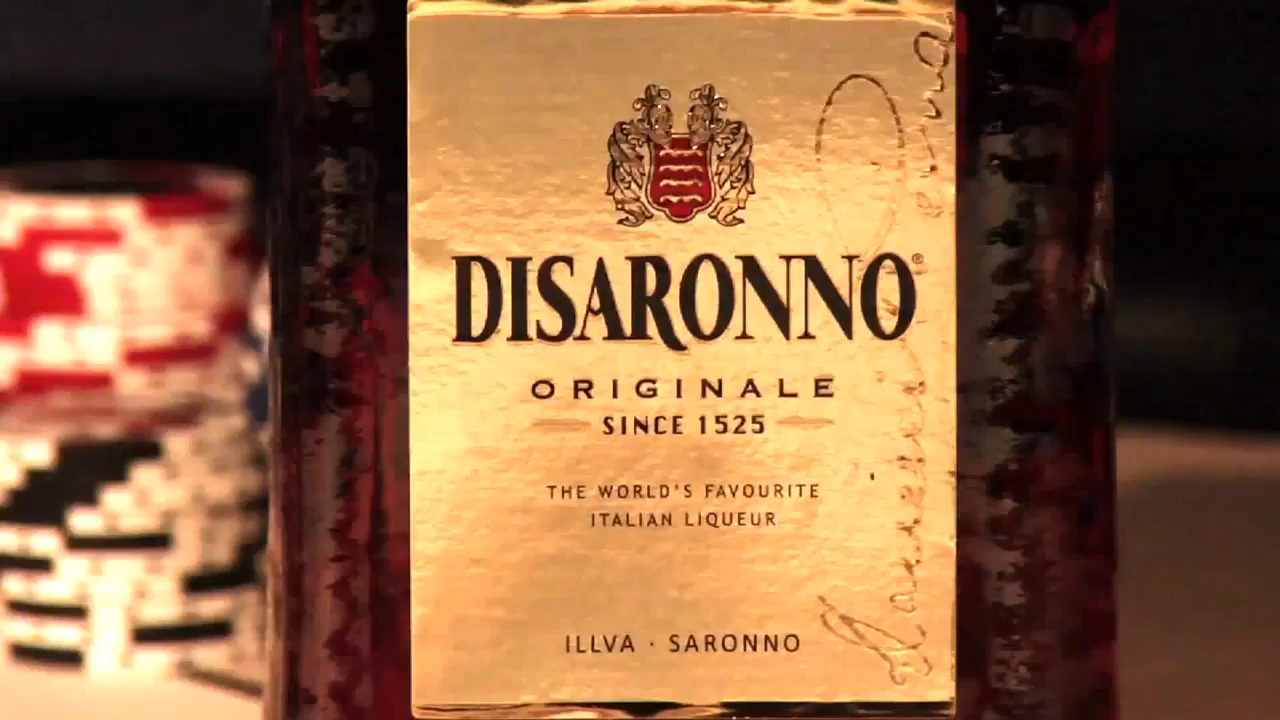 DISARONNO®
ORIGINALE
SINCE 1525
THE WORLD'S FAVOURITE
ITALIAN LIQUEUR
ILLVA · SARONNO